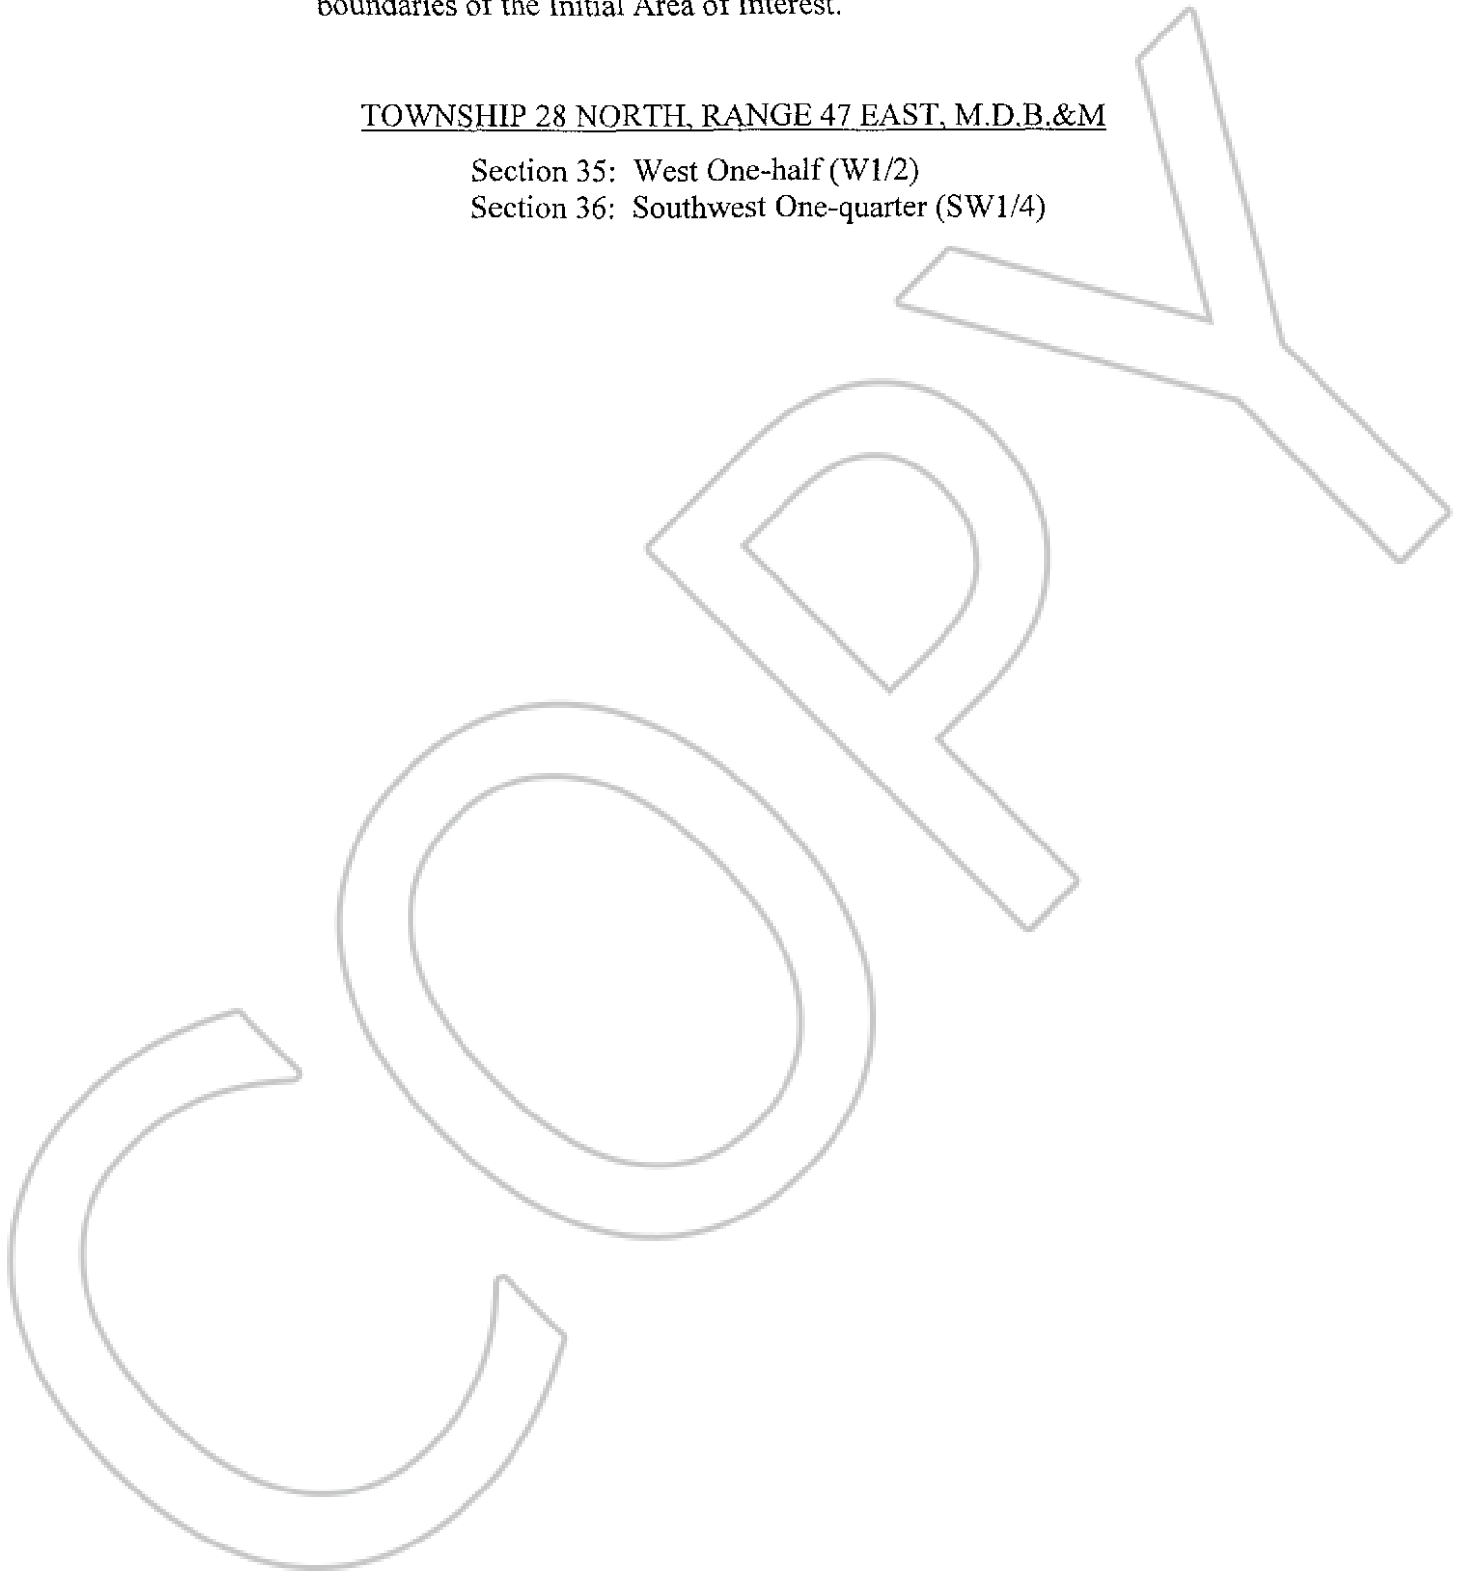 boundaries of the Initial Area of Interest.
TOWNSHIP 28 NORTH, RANGE 47 EAST, M.D.B.&M
Section 35: West One-half (W1/2)
Section 36: Southwest One-quarter (SW1/4)
COPY